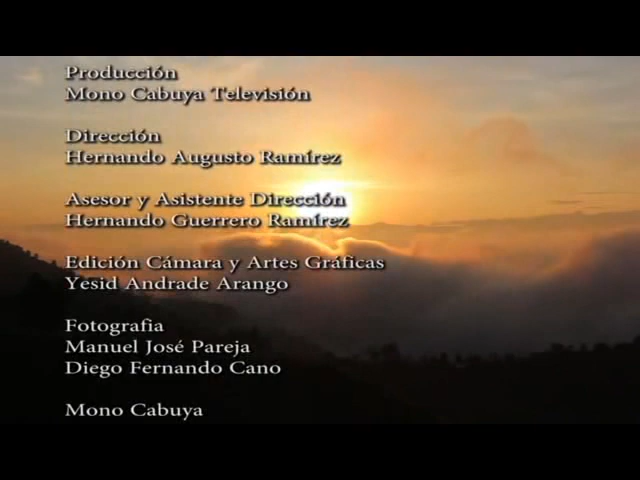 Producción
Mono Cabuya Televisión
Dirección
Hernando Augusto Ramírez
Asesor y Asistente Dirección
Hernando Guerrero Ramírez
Edición Cámara y Artes Gráficas
Yesid Andrade Arango
Fotografia
Manuel José Pareja
Diego Fernando Cano
Mono Cabuya